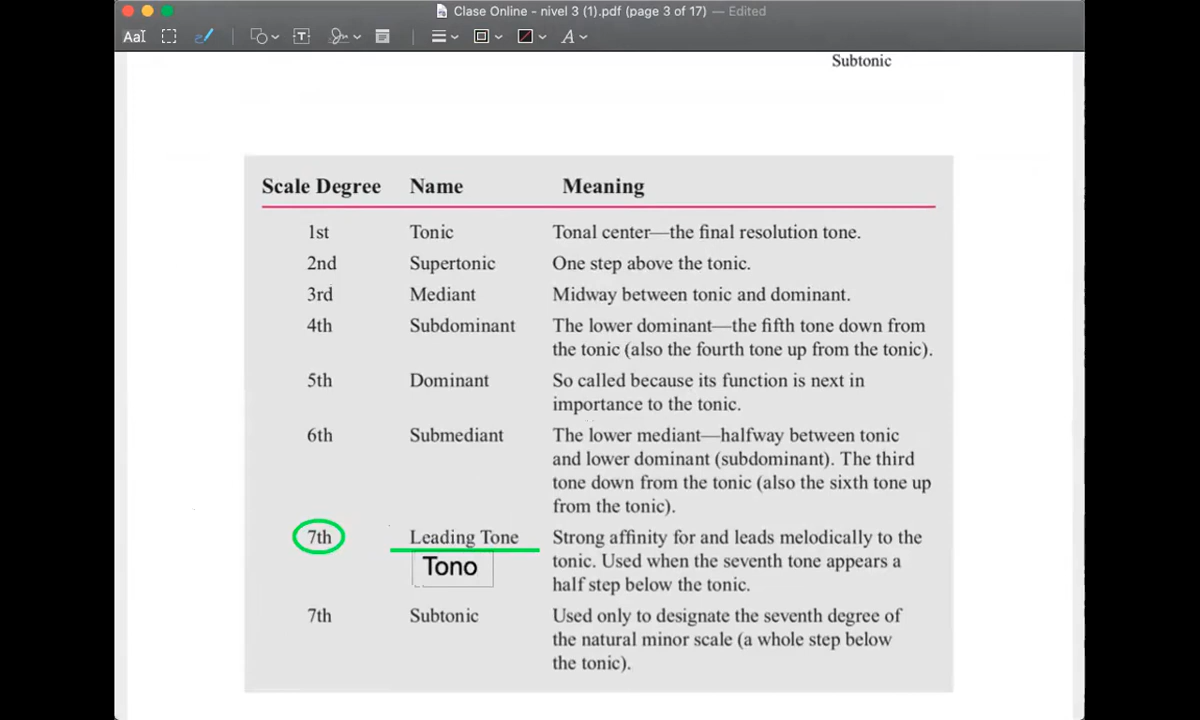 Clase Online - nivel 3 (1).pdf (page 3 of 17) — Edited
AaI
T
A
Subtonic
Scale Degree Name Meaning
1st Tonic Tonal center—the final resolution tone.
2nd Supertonic One step above the tonic.
3rd Mediant Midway between tonic and dominant.
4th Subdominant The lower dominant—the fifth tone down from
the tonic (also the fourth tone up from the tonic).
5th Dominant So called because its function is next in
importance to the tonic.
6th Submediant The lower mediant—halfway between tonic
and lower dominant (subdominant). The third
tone down from the tonic (also the sixth tone up
from the tonic).
7th Leading Tone Strong affinity for and leads melodically to the
Tono tonic. Used when the seventh tone appears a
half step below the tonic.
7th Subtonic Used only to designate the seventh degree of
the natural minor scale (a whole step below
the tonic).